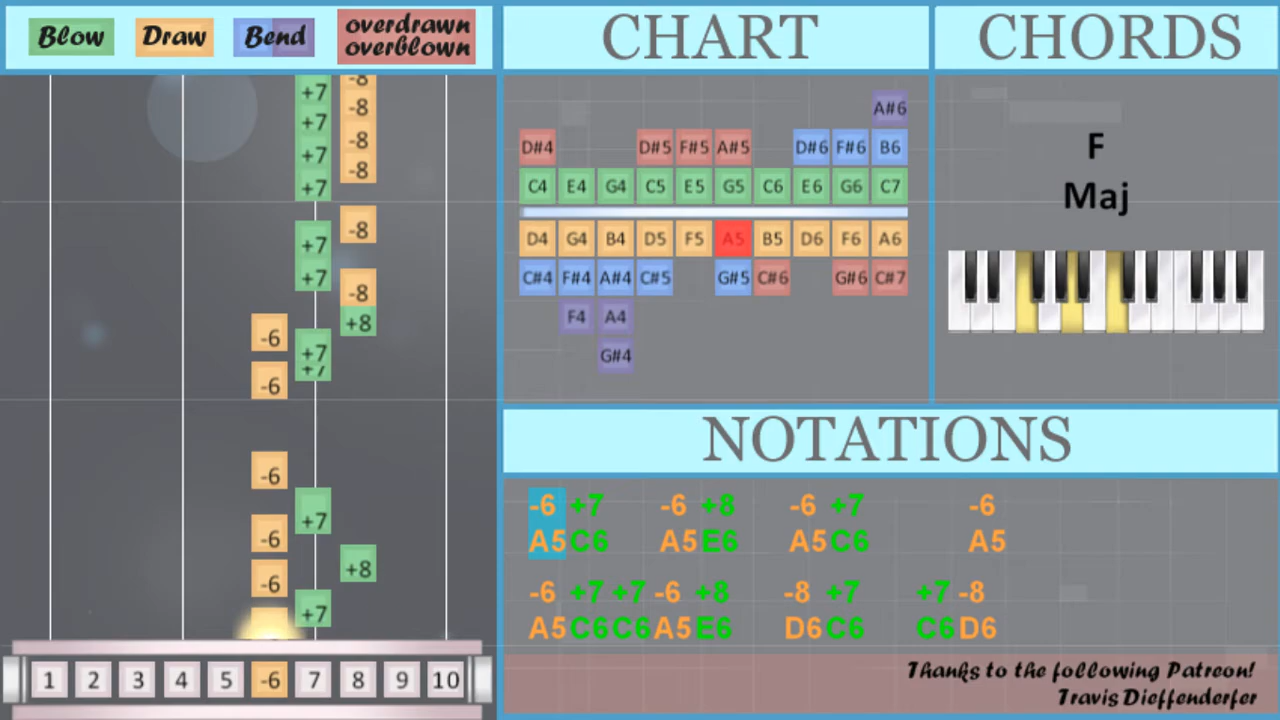 Blow Draw Bend overdrawn overblown
CHART
CHORDS
-8
+7 -8
+7 -8
+7 -8
+7
-8
+7
+7 -8
+8
-6
+7
+7
-6
-6
+7
-6
+8
-6
+7
1 2 3 4 5 -6 7 8 9 10
A#6
D#4 D#5 F#5 A#5 D#6 F#6 B6
C4 E4 G4 C5 E5 G5 C6 E6 G6 C7
D4 G4 B4 D5 F5 A5 B5 D6 F6 A6
C#4 F#4 A#4 C#5 G#5 C#6 G#6 C#7
F4 A4
G#4
F
Maj
NOTATIONS
-6 +7 -6 +8 -6 +7 -6
A5 C6 A5 E6 A5 C6 A5
-6 +7 +7 -6 +8 -8 +7 +7 -8
A5 C6 C6 A5 E6 D6 C6 C6 D6
Thanks to the following Patreon!
Travis Dieffenderfer